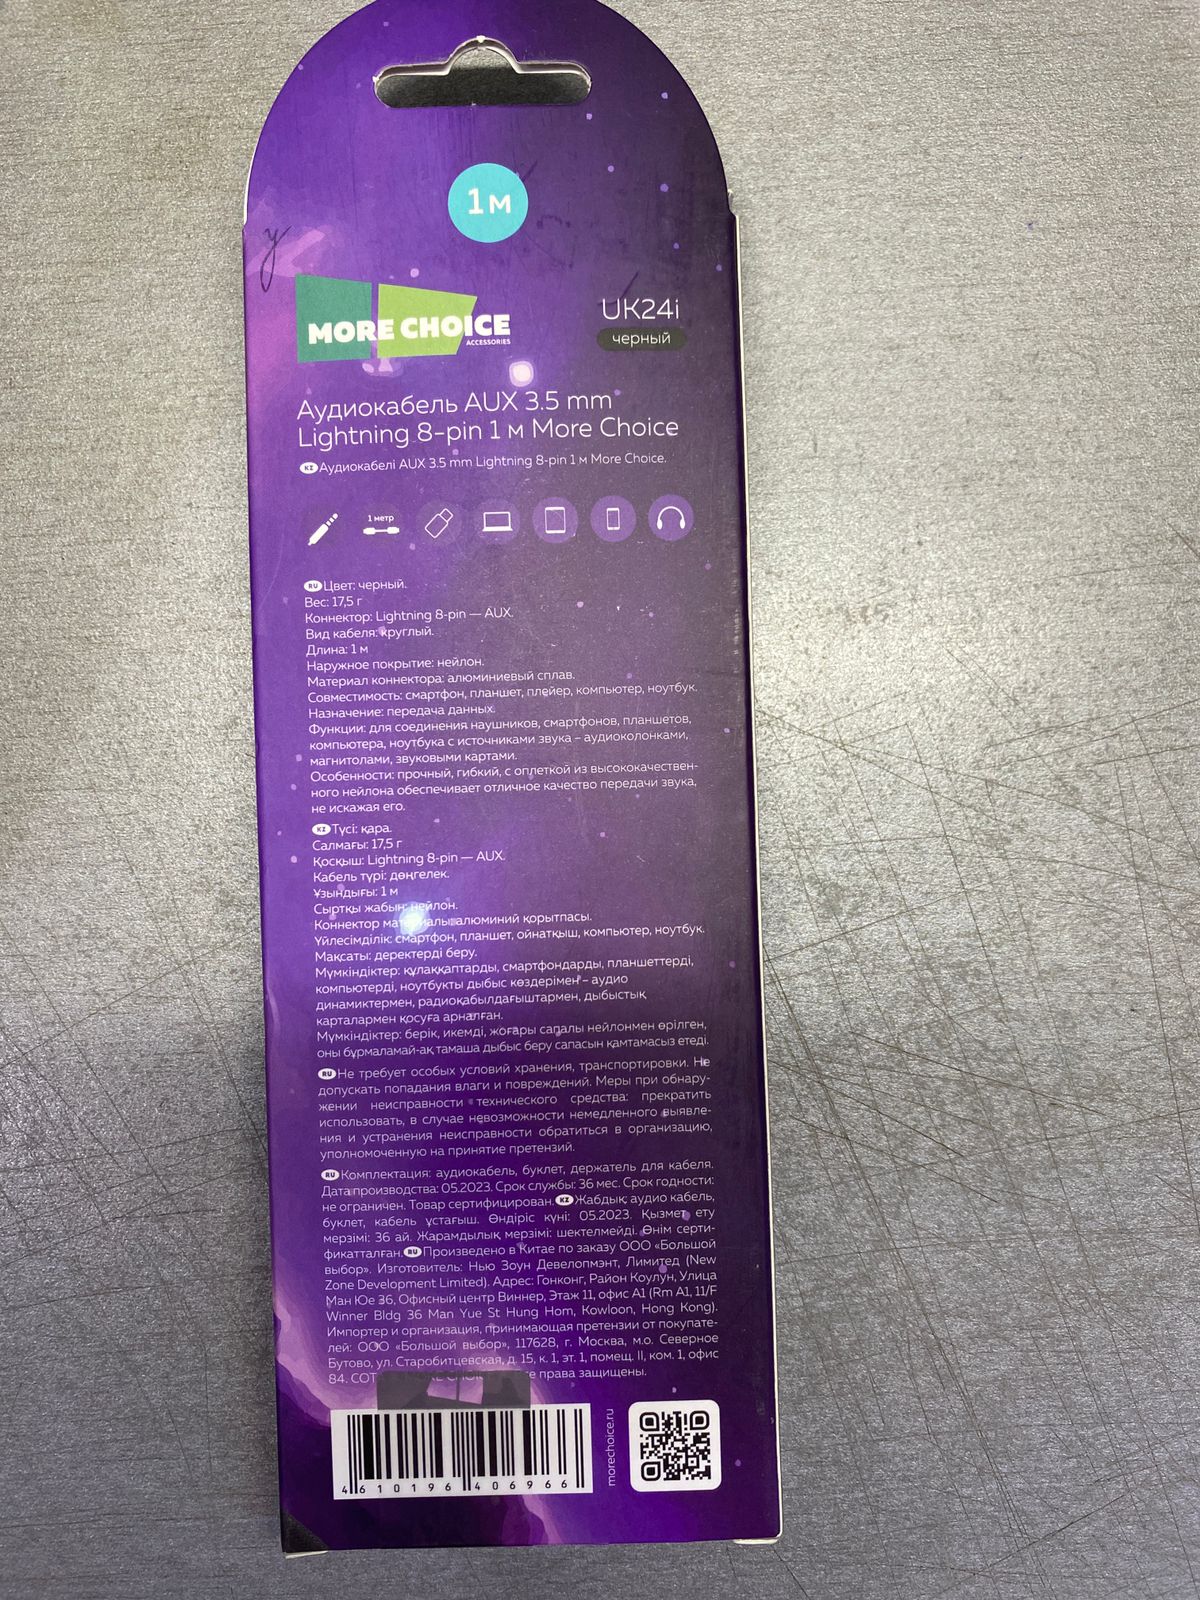 1м
у
MORE CHOICE
ACCESSORIES
UK24i
черный
Аудиокабель AUX 3.5 mm
Lightning 8-pin 1 м More Choice
KZ Аудиокабелі AUX 3.5 mm Lightning 8-pin 1 м More Choice.
1 метр
RU Цвет: черный.
Вес: 17,5 г
Коннектор: Lightning 8-pin — AUX.
Вид кабеля: круглый.
Длина: 1 м
Наружное покрытие: нейлон.
Материал коннектора: алюминиевый сплав.
Совместимость: смартфон, планшет, плейер, компьютер, ноутбук.
Назначение: передача данных.
Функции: для соединения наушников, смартфонов, планшетов,
компьютера, ноутбука с источниками звука – аудиоколонками,
магнитолами, звуковыми картами.
Особенности: прочный, гибкий, с оплеткой из высококачествен-
ного нейлона обеспечивает отличное качество передачи звука,
не искажая его.
KZ Түсі: қара.
Салмағы: 17,5 г
Қосқыш: Lightning 8-pin — AUX.
Кабель түрі: дөңгелек.
Ұзындығы: 1 м
Сыртқы жабын: нейлон.
Коннектор материалы: алюминий қорытпасы.
Үйлесімділік: смартфон, планшет, ойнатқыш, компьютер, ноутбук.
Мақсаты: деректерді беру.
Мүмкіндіктер: құлаққаптарды, смартфондарды, планшеттерді,
компьютерді, ноутбукты дыбыс көздерімен – аудио
динамиктермен, радиоқабылдағыштармен, дыбыстық
карталармен қосуға арналған.
Мүмкіндіктер: берік, икемді, жоғары сапалы нейлонмен өрілген,
оны бұрмаламай-ақ тамаша дыбыс беру сапасын қамтамасыз етеді.
RU Не требует особых условий хранения, транспортировки. Не
допускать попадания влаги и повреждений. Меры при обнару-
жении неисправности технического средства: прекратить
использовать, в случае невозможности немедленного выявле-
ния и устранения неисправности обратиться в организацию,
уполномоченную на принятие претензий.
RU Комплектация: аудиокабель, буклет, держатель для кабеля.
Дата производства: 05.2023. Срок службы: 36 мес. Срок годности:
не ограничен. Товар сертифицирован. KZ Жабдық: аудио кабель,
буклет, кабель ұстағыш. Өндіріс күні: 05.2023. Қызмет ету
мерзімі: 36 ай. Жарамдылық мерзімі: шектелмейді. Өнім серти-
фикатталған. RU Произведено в Китае по заказу ООО «Большой
выбор». Изготовитель: Нью Зоун Девелопмэнт, Лимитед (New
Zone Development Limited). Адрес: Гонконг, Район Коулун, Улица
Ман Юе 36, Офисный центр Виннер, Этаж 11, офис А1 (Rm A1, 11/F
Winner Bldg 36 Man Yue St Hung Hom, Kowloon, Hong Kong).
Импортер и организация, принимающая претензии от покупате-
лей: ООО «Большой выбор», 117628, г. Москва, м.о. Северное
Бутово, ул. Старобитцевская, д. 15, к. 1, эт. 1, помещ. II, ком. 1, офис
84. права защищены.
4 610196 406966
morechoice.ru